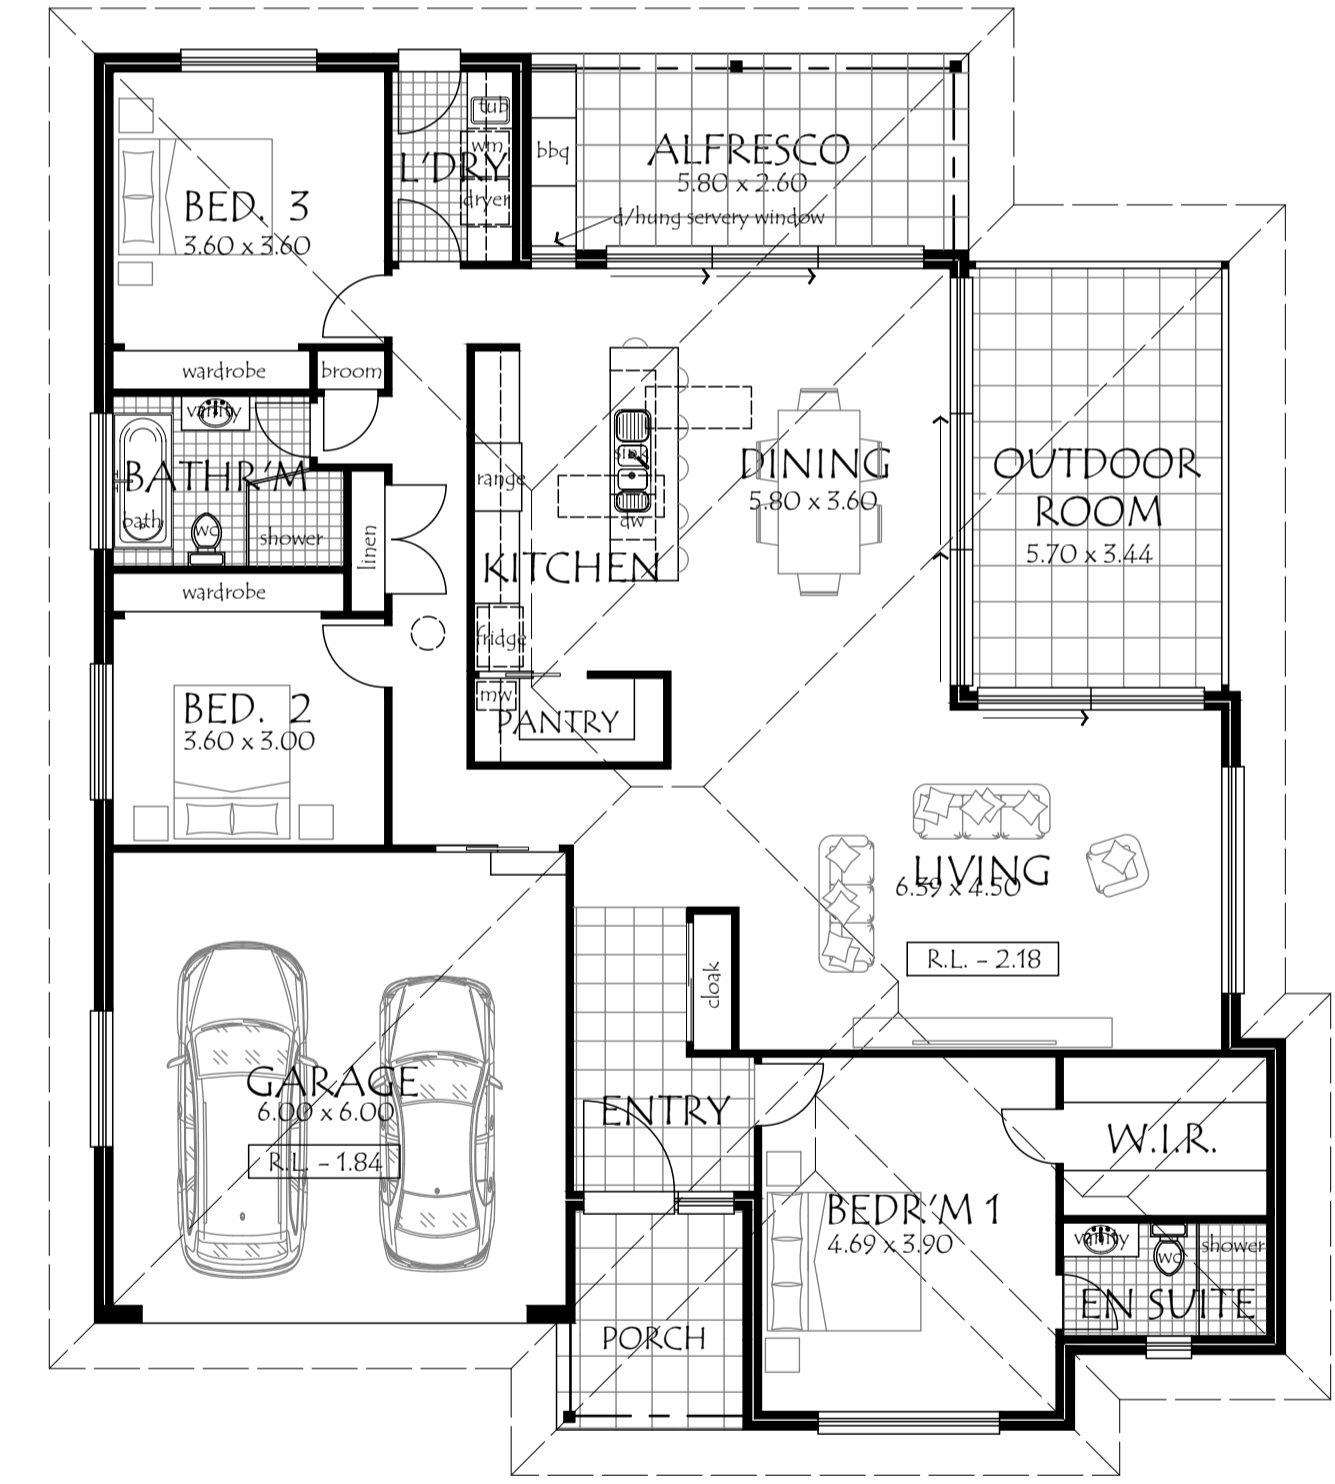 tub
wm
L'DRY
dryer
bbq
ALFRESCO
5.80 x 2.60
d/hung servery window
BED. 3
3.60 x 3.60
wardrobe
broom
vanity
BATHR'M
bath
wc
shower
linen
wardrobe
range
sink
dw
KITCHEN
fridge
mw
PANTRY
DINING
5.80 x 3.60
OUTDOOR
ROOM
5.70 x 3.44
BED. 2
3.60 x 3.00
LIVING
6.39 x 4.50
R.L. - 2.18
cloak
GARAGE
6.00 x 6.00
R.L. - 1.84
ENTRY
W.I.R.
BEDR'M 1
4.69 x 3.90
vanity
wc
shower
EN SUITE
PORCH